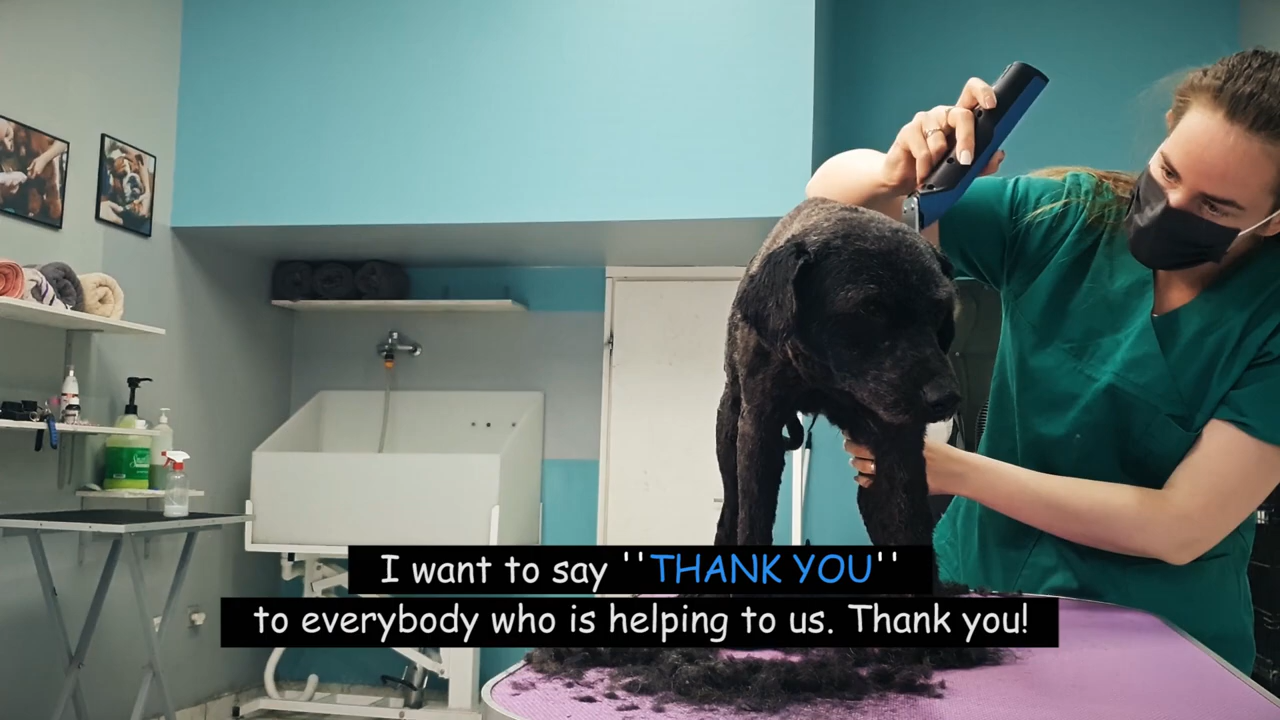 I want to say ''THANK YOU''
to everybody who is helping to us. Thank you!